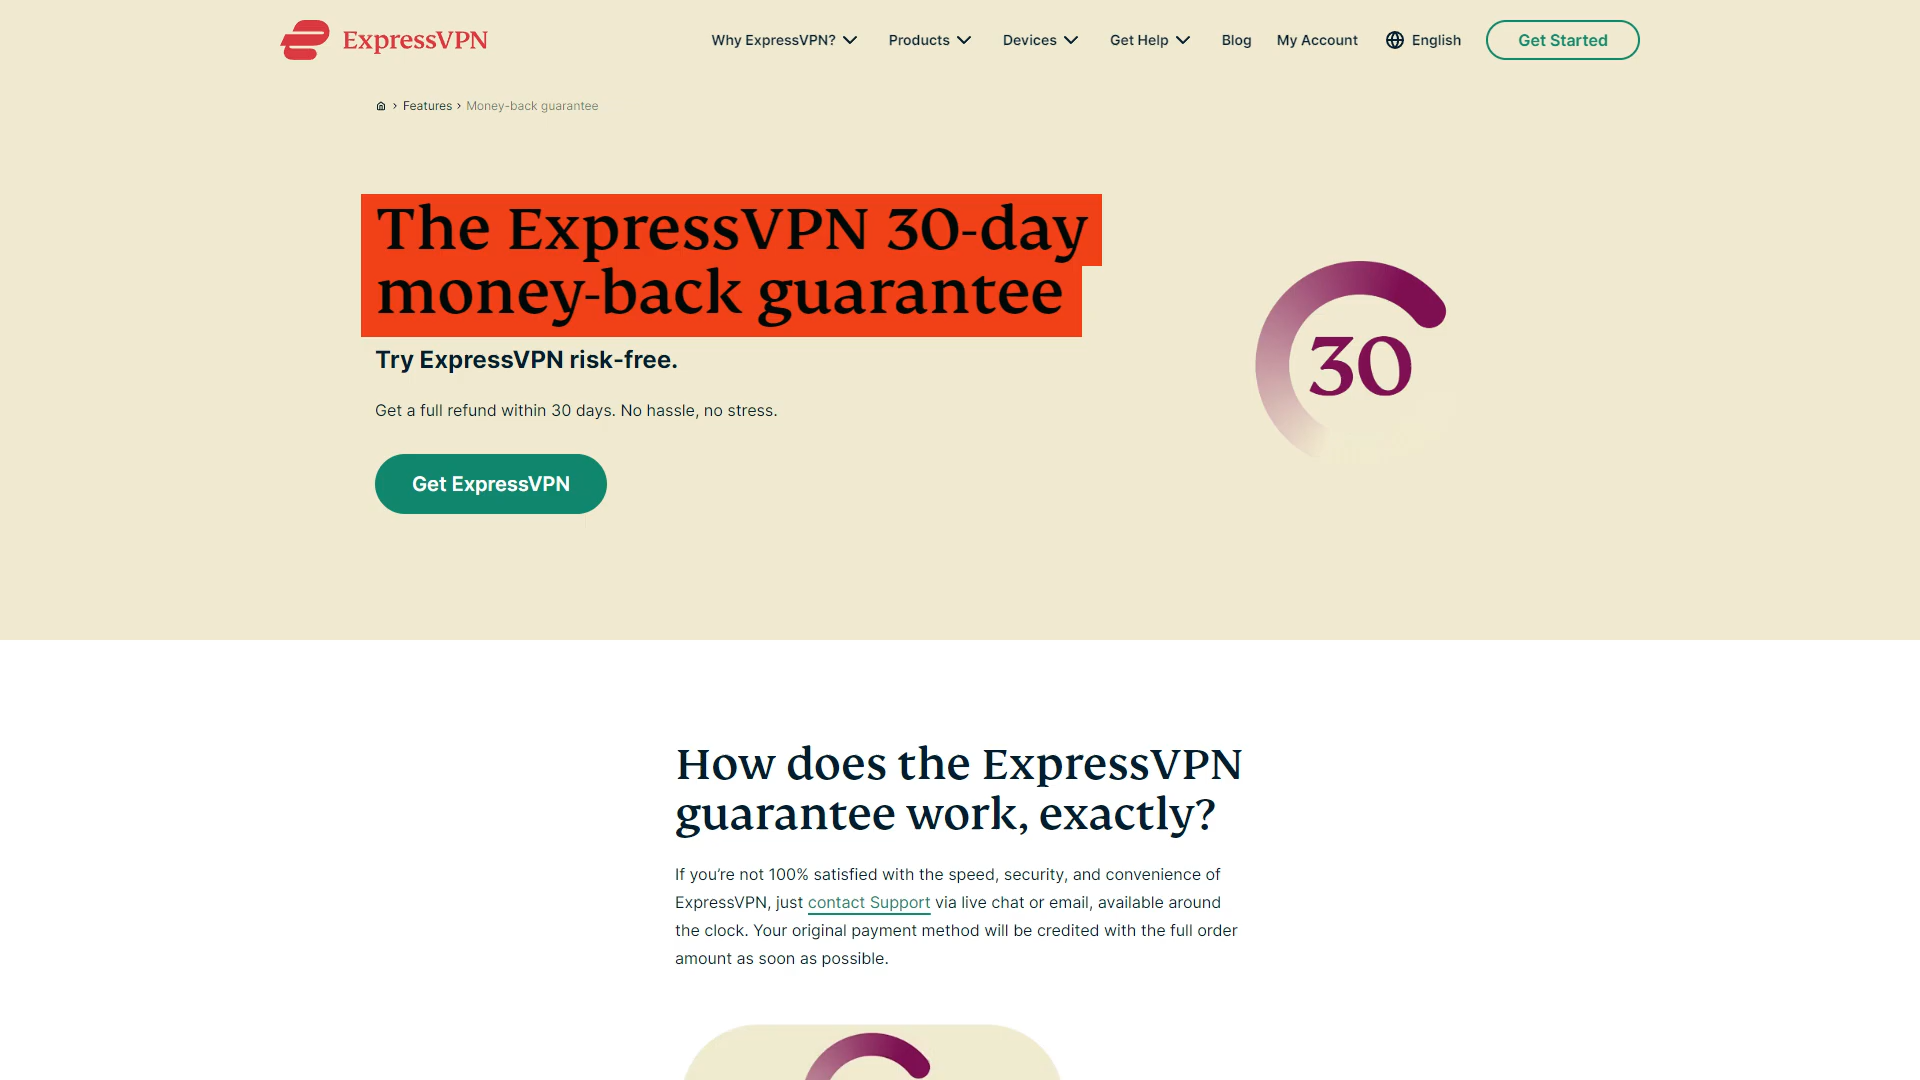 ExpressVPN
Why ExpressVPN? Products Devices Get Help Blog My Account English Get Started
› Features › Money-back guarantee
The ExpressVPN 30-day
money-back guarantee
Try ExpressVPN risk-free.
Get a full refund within 30 days. No hassle, no stress.
Get ExpressVPN
30
How does the ExpressVPN
guarantee work, exactly?
If you’re not 100% satisfied with the speed, security, and convenience of
ExpressVPN, just contact Support via live chat or email, available around
the clock. Your original payment method will be credited with the full order
amount as soon as possible.